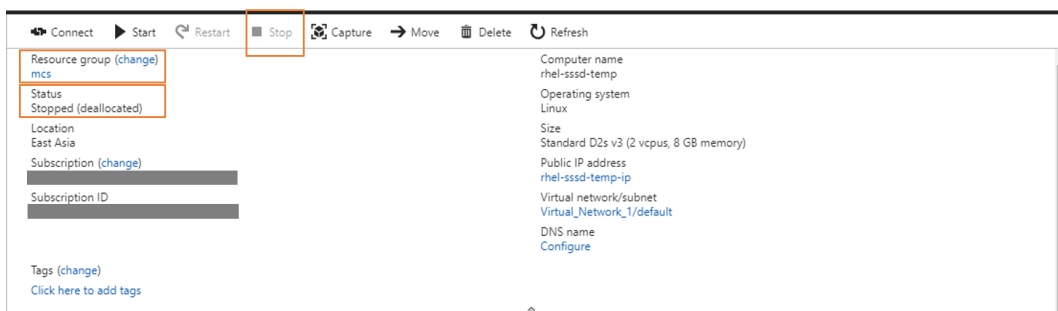 Connect Start Restart Stop Capture Move Delete Refresh
Resource group (change)
mcs
Status
Stopped (deallocated)
Location
East Asia
Subscription (change)
Subscription ID
Tags (change)
Click here to add tags
Computer name
rhel-sssd-temp
Operating system
Linux
Size
Standard D2s v3 (2 vcpus, 8 GB memory)
Public IP address
rhel-sssd-temp-ip
Virtual network/subnet
Virtual_Network_1/default
DNS name
Configure